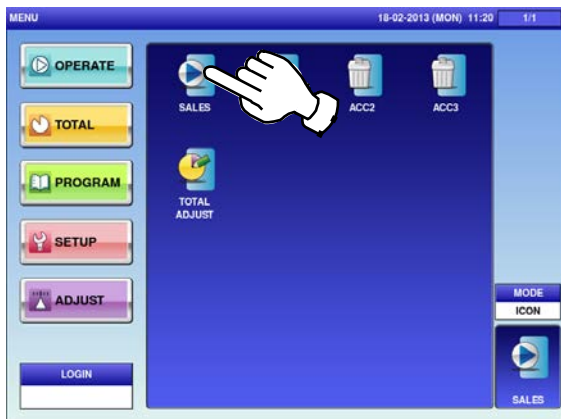 MENU
18-02-2013 (MON) 11:20
1/1
OPERATE
TOTAL
PROGRAM
SETUP
ADJUST
LOGIN
SALES
ACC2
ACC3
TOTAL
ADJUST
MODE
ICON
SALES